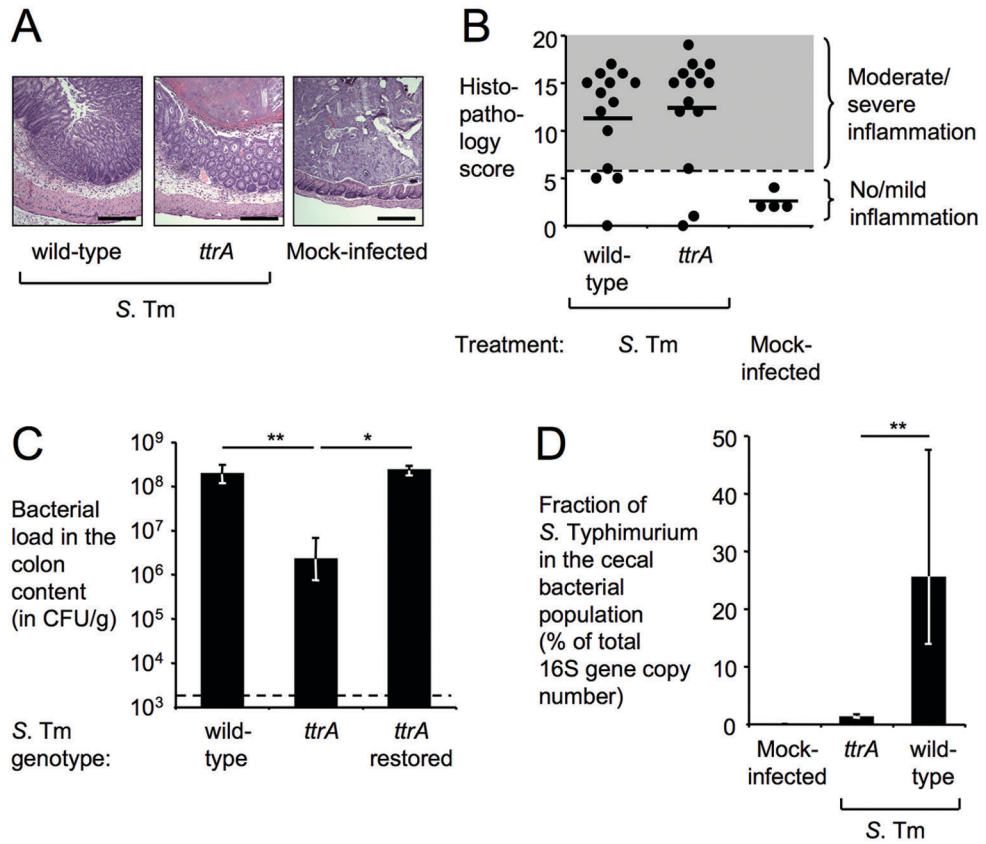 A
wild-type
ttrA
Mock-infected
S. Tm
B
Histo-
patho-
logy
score
20
15
10
5
0
Moderate/
severe
inflammation
No/mild
inflammation
wild-
type
ttrA
Treatment:
S. Tm
Mock-
infected
C
Bacterial
load in the
colon
content
(in CFU/g)
10⁹
10⁸
10⁷
10⁶
10⁵
10⁴
10³
**
*
S. Tm
genotype:
wild-
type
ttrA
ttrA
restored
D
Fraction of
S. Typhimurium
in the cecal
bacterial
population
(% of total
16S gene copy
number)
50
40
30
20
10
0
**
Mock-
infected
ttrA
wild-
type
S. Tm